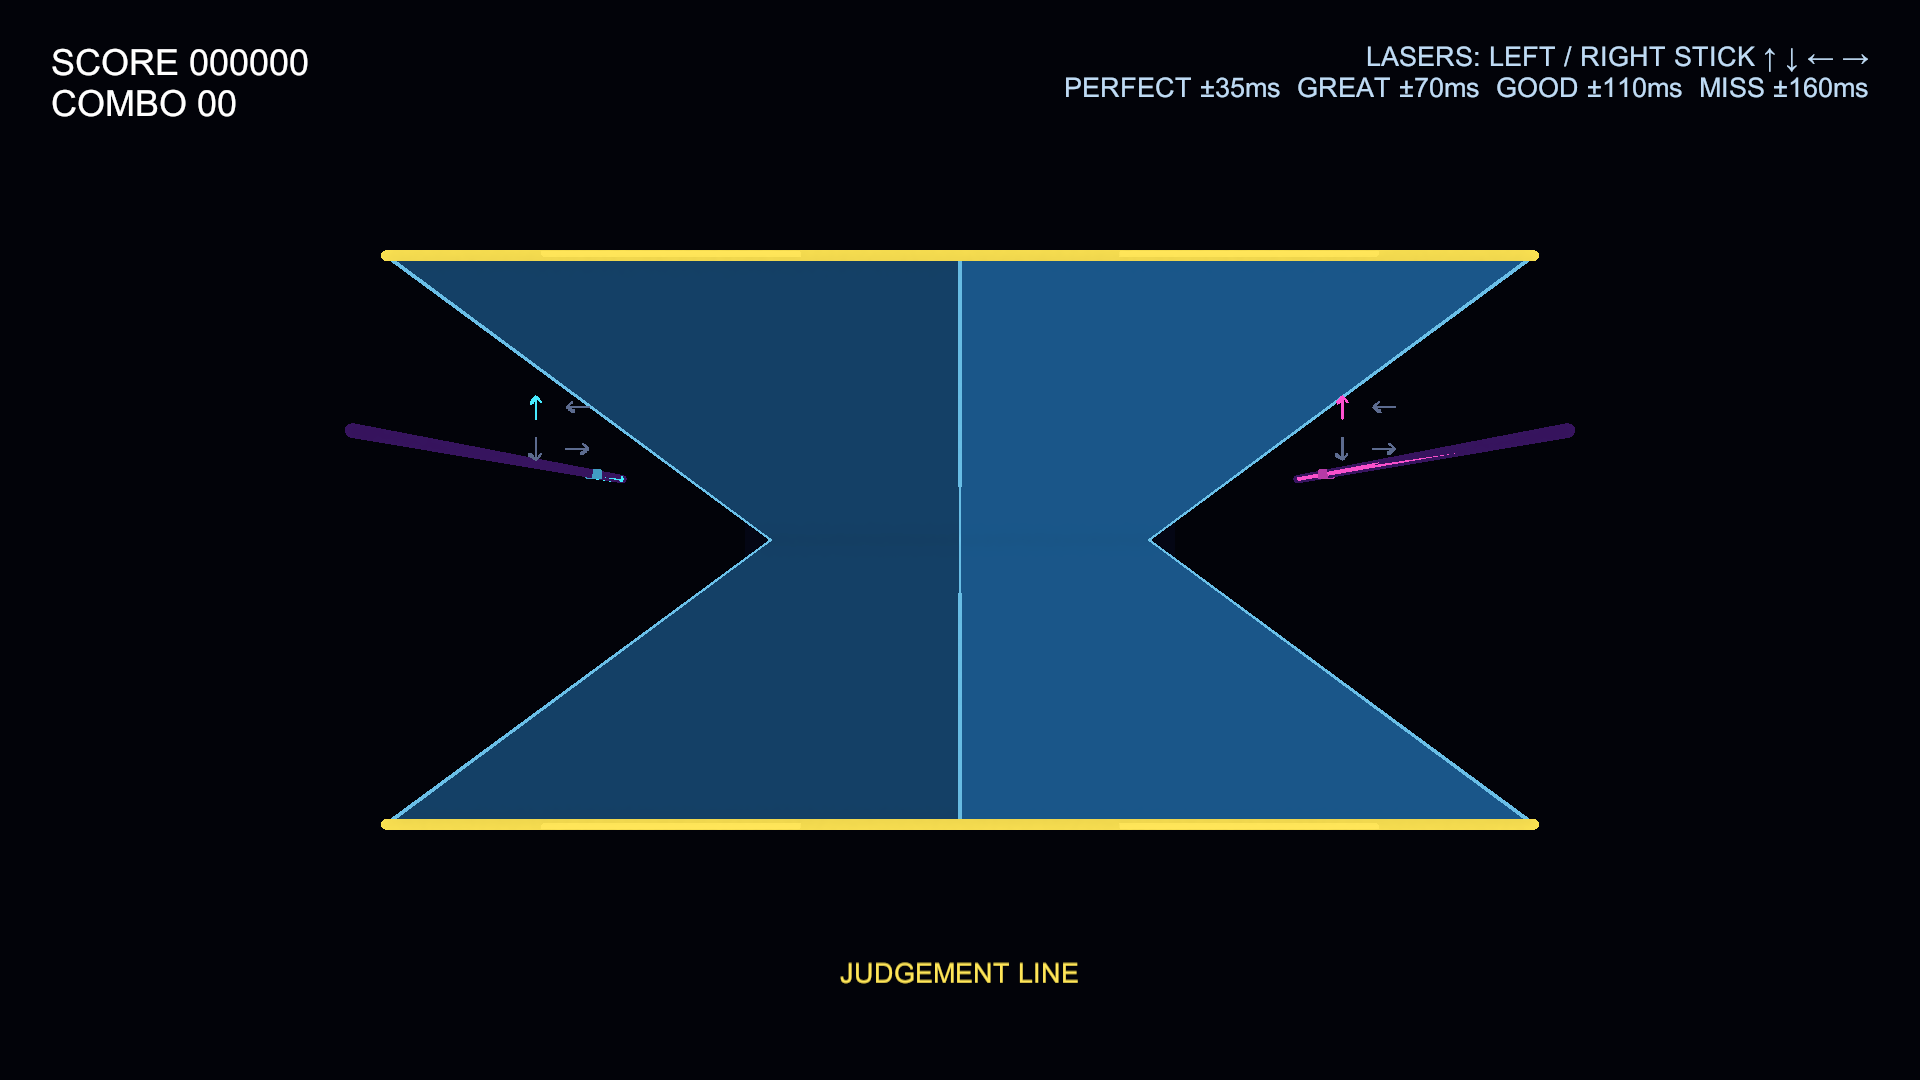 SCORE 000000
COMBO 00
LASERS: LEFT / RIGHT STICK ↑ ↓ ← →
PERFECT ±35ms  GREAT ±70ms  GOOD ±110ms  MISS ±160ms
↑ ←
↓ →
↑ ←
↓ →
JUDGEMENT LINE